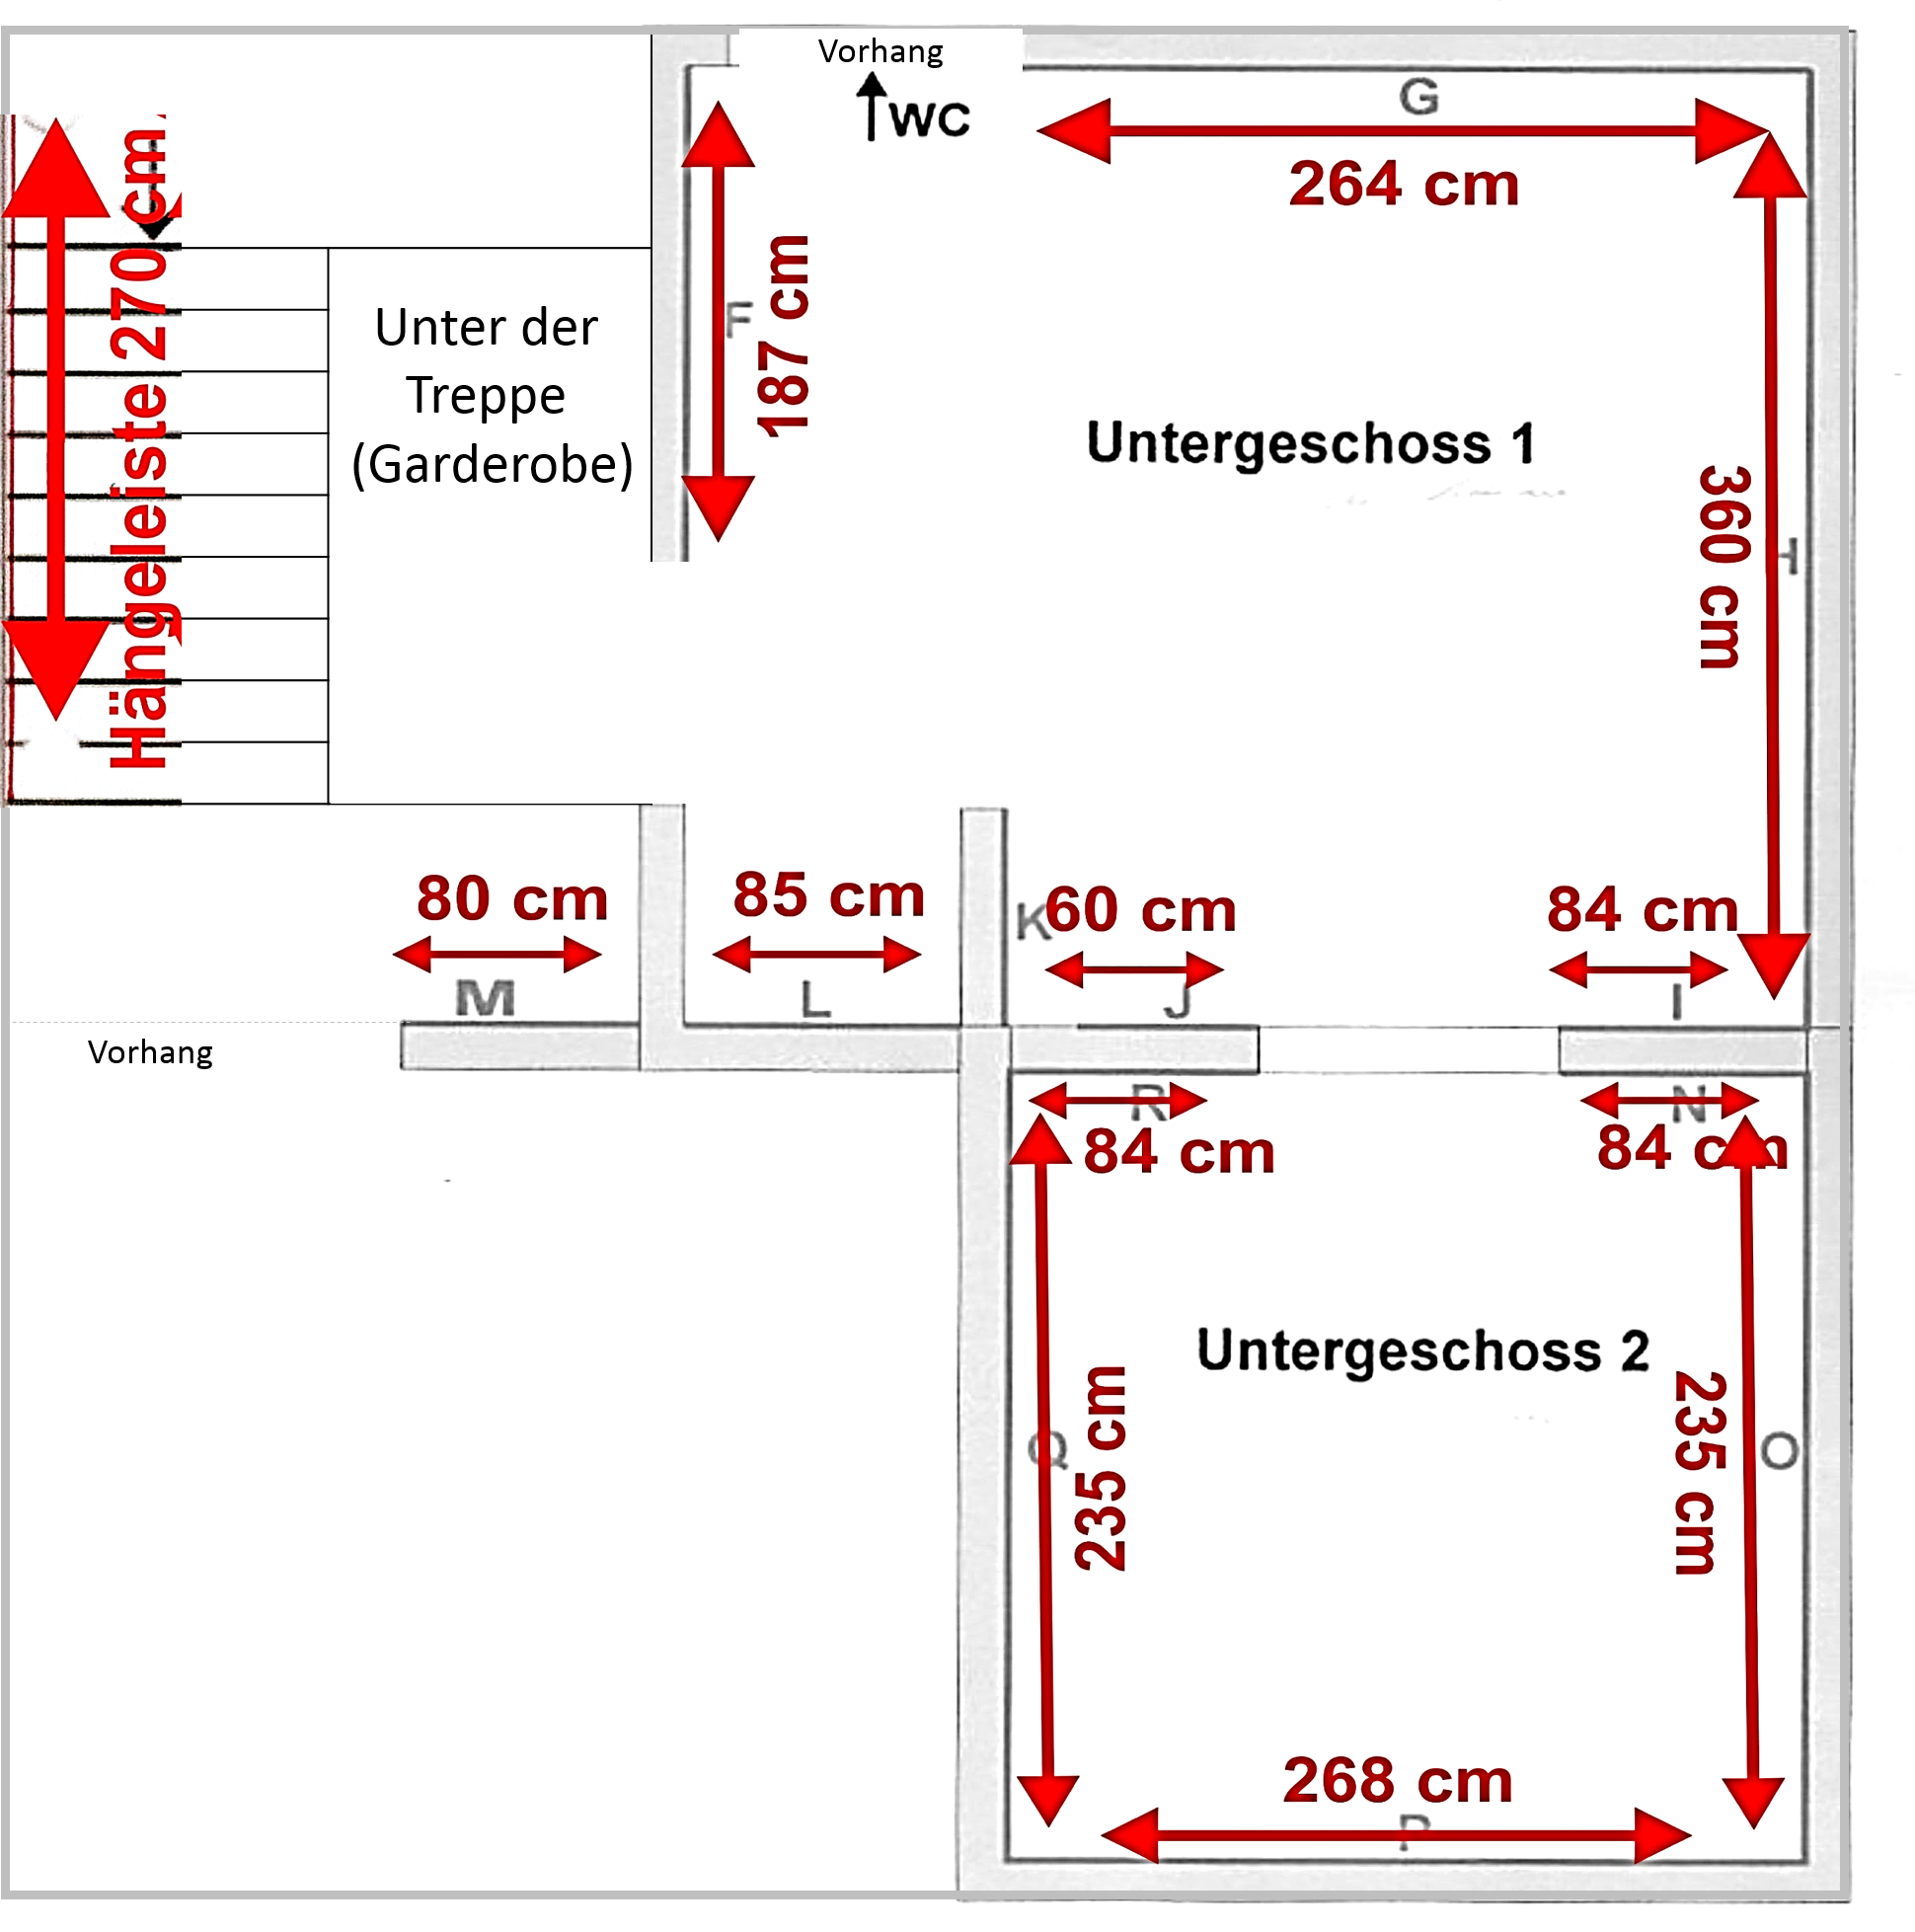 Vorhang
WC
G
264 cm
Hängeleiste 270 cm
F
187 cm
Unter der
Treppe
(Garderobe)
Untergeschoss 1
360 cm
80 cm
85 cm
K
60 cm
84 cm
M
L
J
I
Vorhang
R
N
84 cm
84 cm
Untergeschoss 2
Q
235 cm
235 cm
O
268 cm
P